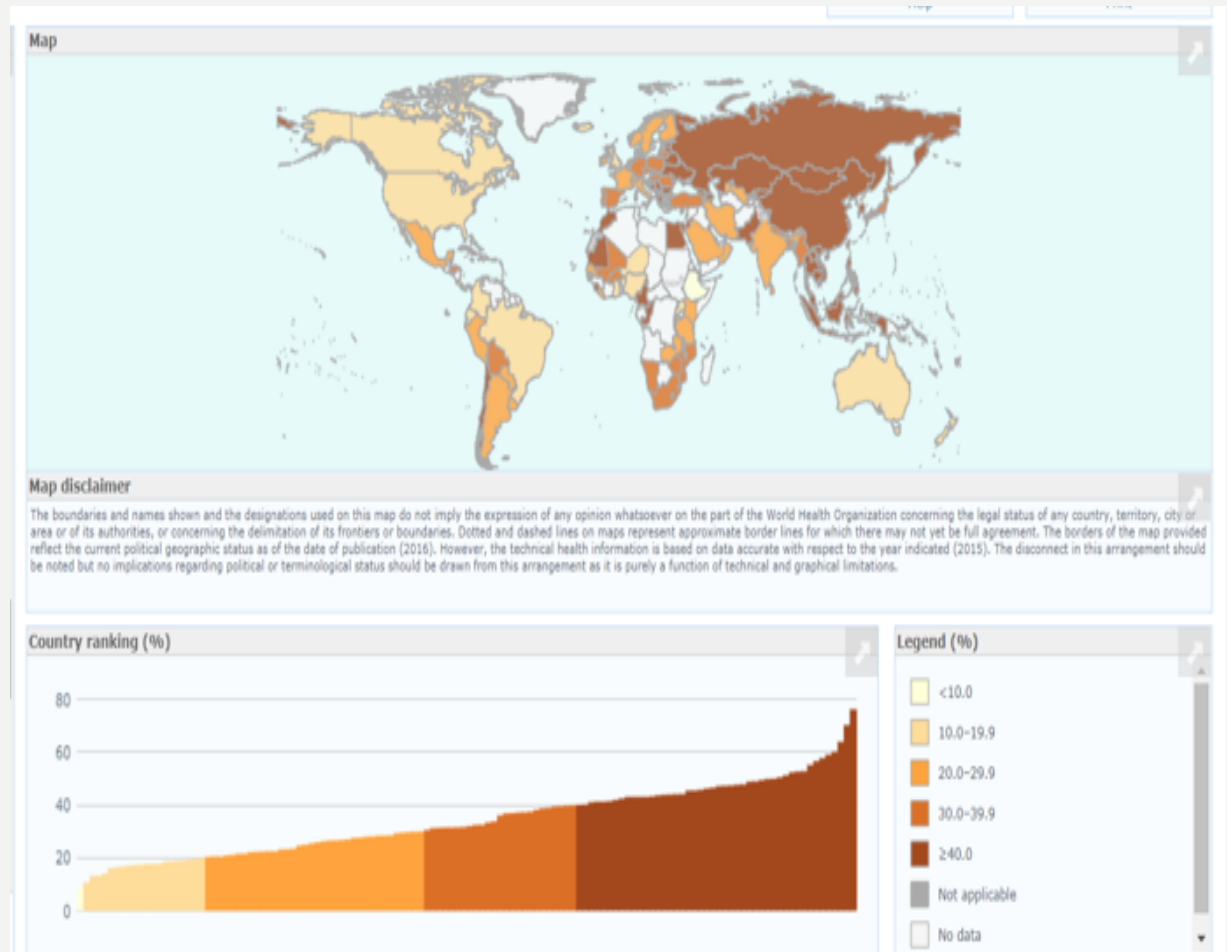 Map
Map disclaimer
The boundaries and names shown and the designations used on this map do not imply the expression of any opinion whatsoever on the part of the World Health Organization concerning the legal status of any country, territory, city or
area or of its authorities, or concerning the delimitation of its frontiers or boundaries. Dotted and dashed lines on maps represent approximate border lines for which there may not yet be full agreement. The borders of the map provided
reflect the current political geographic status as of the date of publication (2016). However, the technical health information is based on data accurate with respect to the year indicated (2015). The disconnect in this arrangement should
be noted but no implications regarding political or terminological status should be drawn from this arrangement as it is purely a function of technical and graphical limitations.
Country ranking (%)
80
60
40
20
0
Legend (%)
<10.0
10.0-19.9
20.0-29.9
30.0-39.9
≥40.0
Not applicable
No data